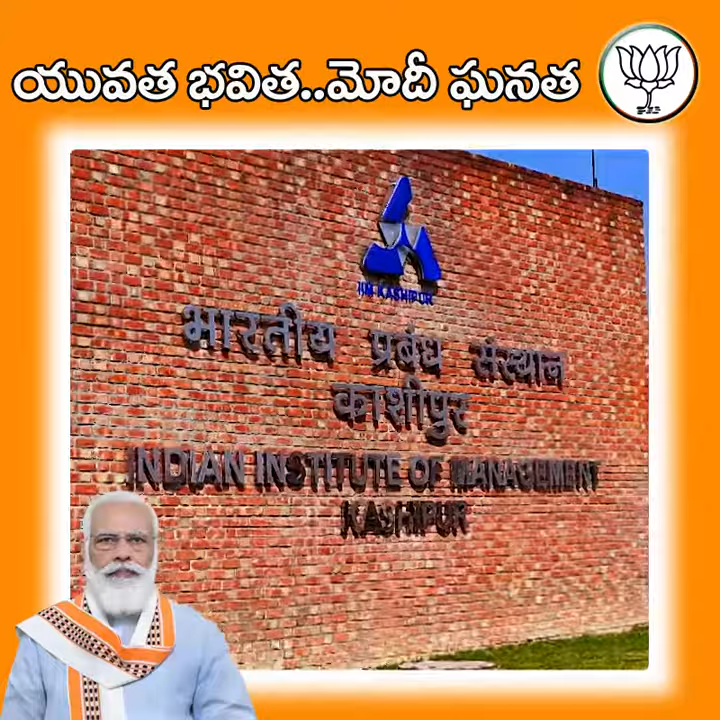 యువత భవిత..మోదీ ఘనత
IIM KASHIPUR
भारतीय प्रबंध संस्थान
काशीपुर
INDIAN INSTITUTE OF MANAGEMENT
KASHIPUR